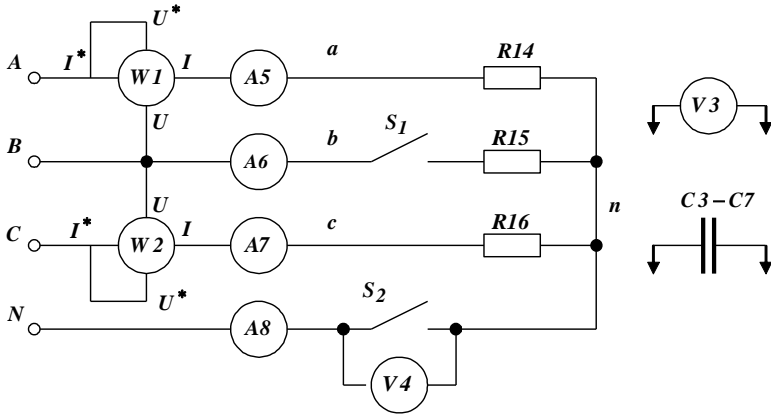 U*
A I* W1 I A5 a R14
V3
U
B A6 b S1 R15
U
n
C3–C7
C I* W2 I A7 c R16
U*
N A8 S2
V4